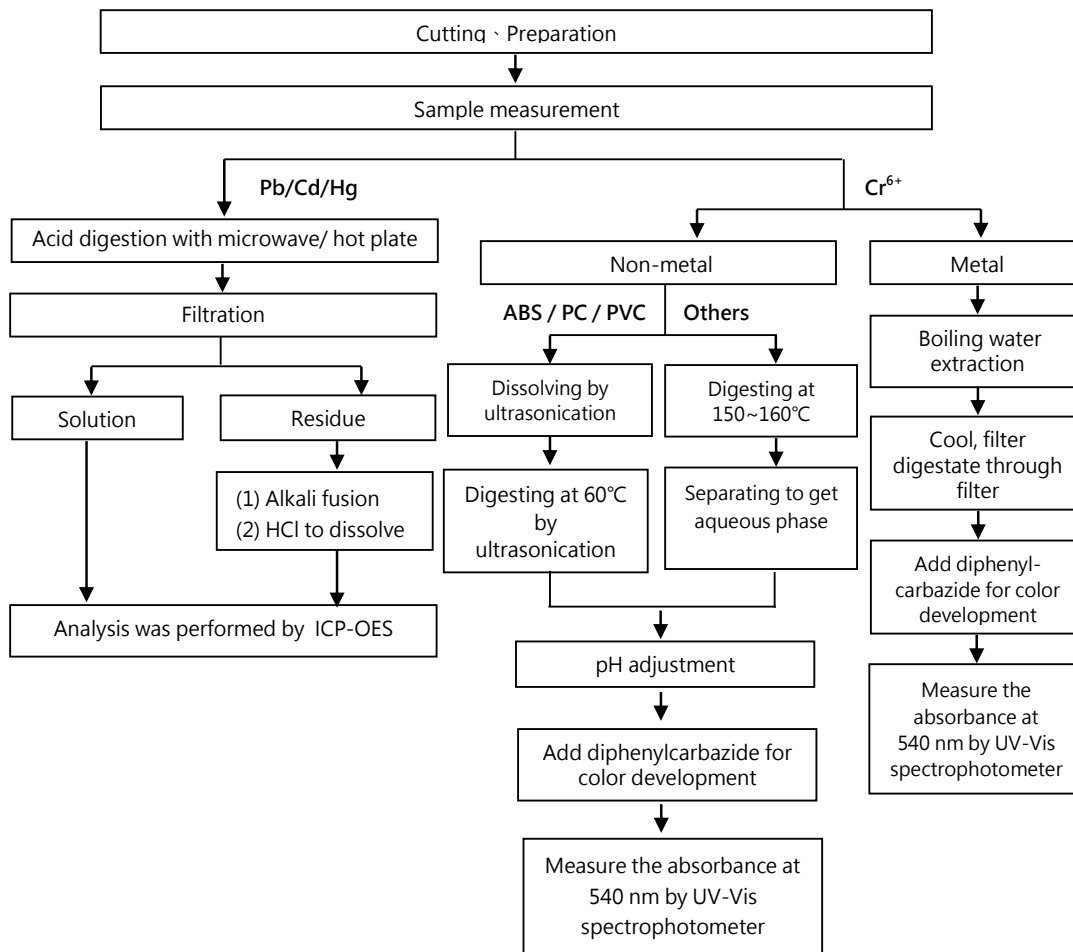 Cutting、Preparation
Sample measurement
Pb/Cd/Hg
Cr⁶⁺
Acid digestion with microwave/ hot plate
Filtration
Solution
Residue
(1) Alkali fusion
(2) HCl to dissolve
Analysis was performed by ICP-OES
Non-metal
ABS / PC / PVC
Others
Dissolving by
ultrasonication
Digesting at
150~160℃
Digesting at 60℃
by
ultrasonication
Separating to get
aqueous phase
pH adjustment
Add diphenylcarbazide for
color development
Measure the absorbance at
540 nm by UV-Vis
spectrophotometer
Metal
Boiling water
extraction
Cool, filter
digestate through
filter
Add diphenyl-
carbazide for color
development
Measure the
absorbance at
540 nm by UV-Vis
spectrophotometer